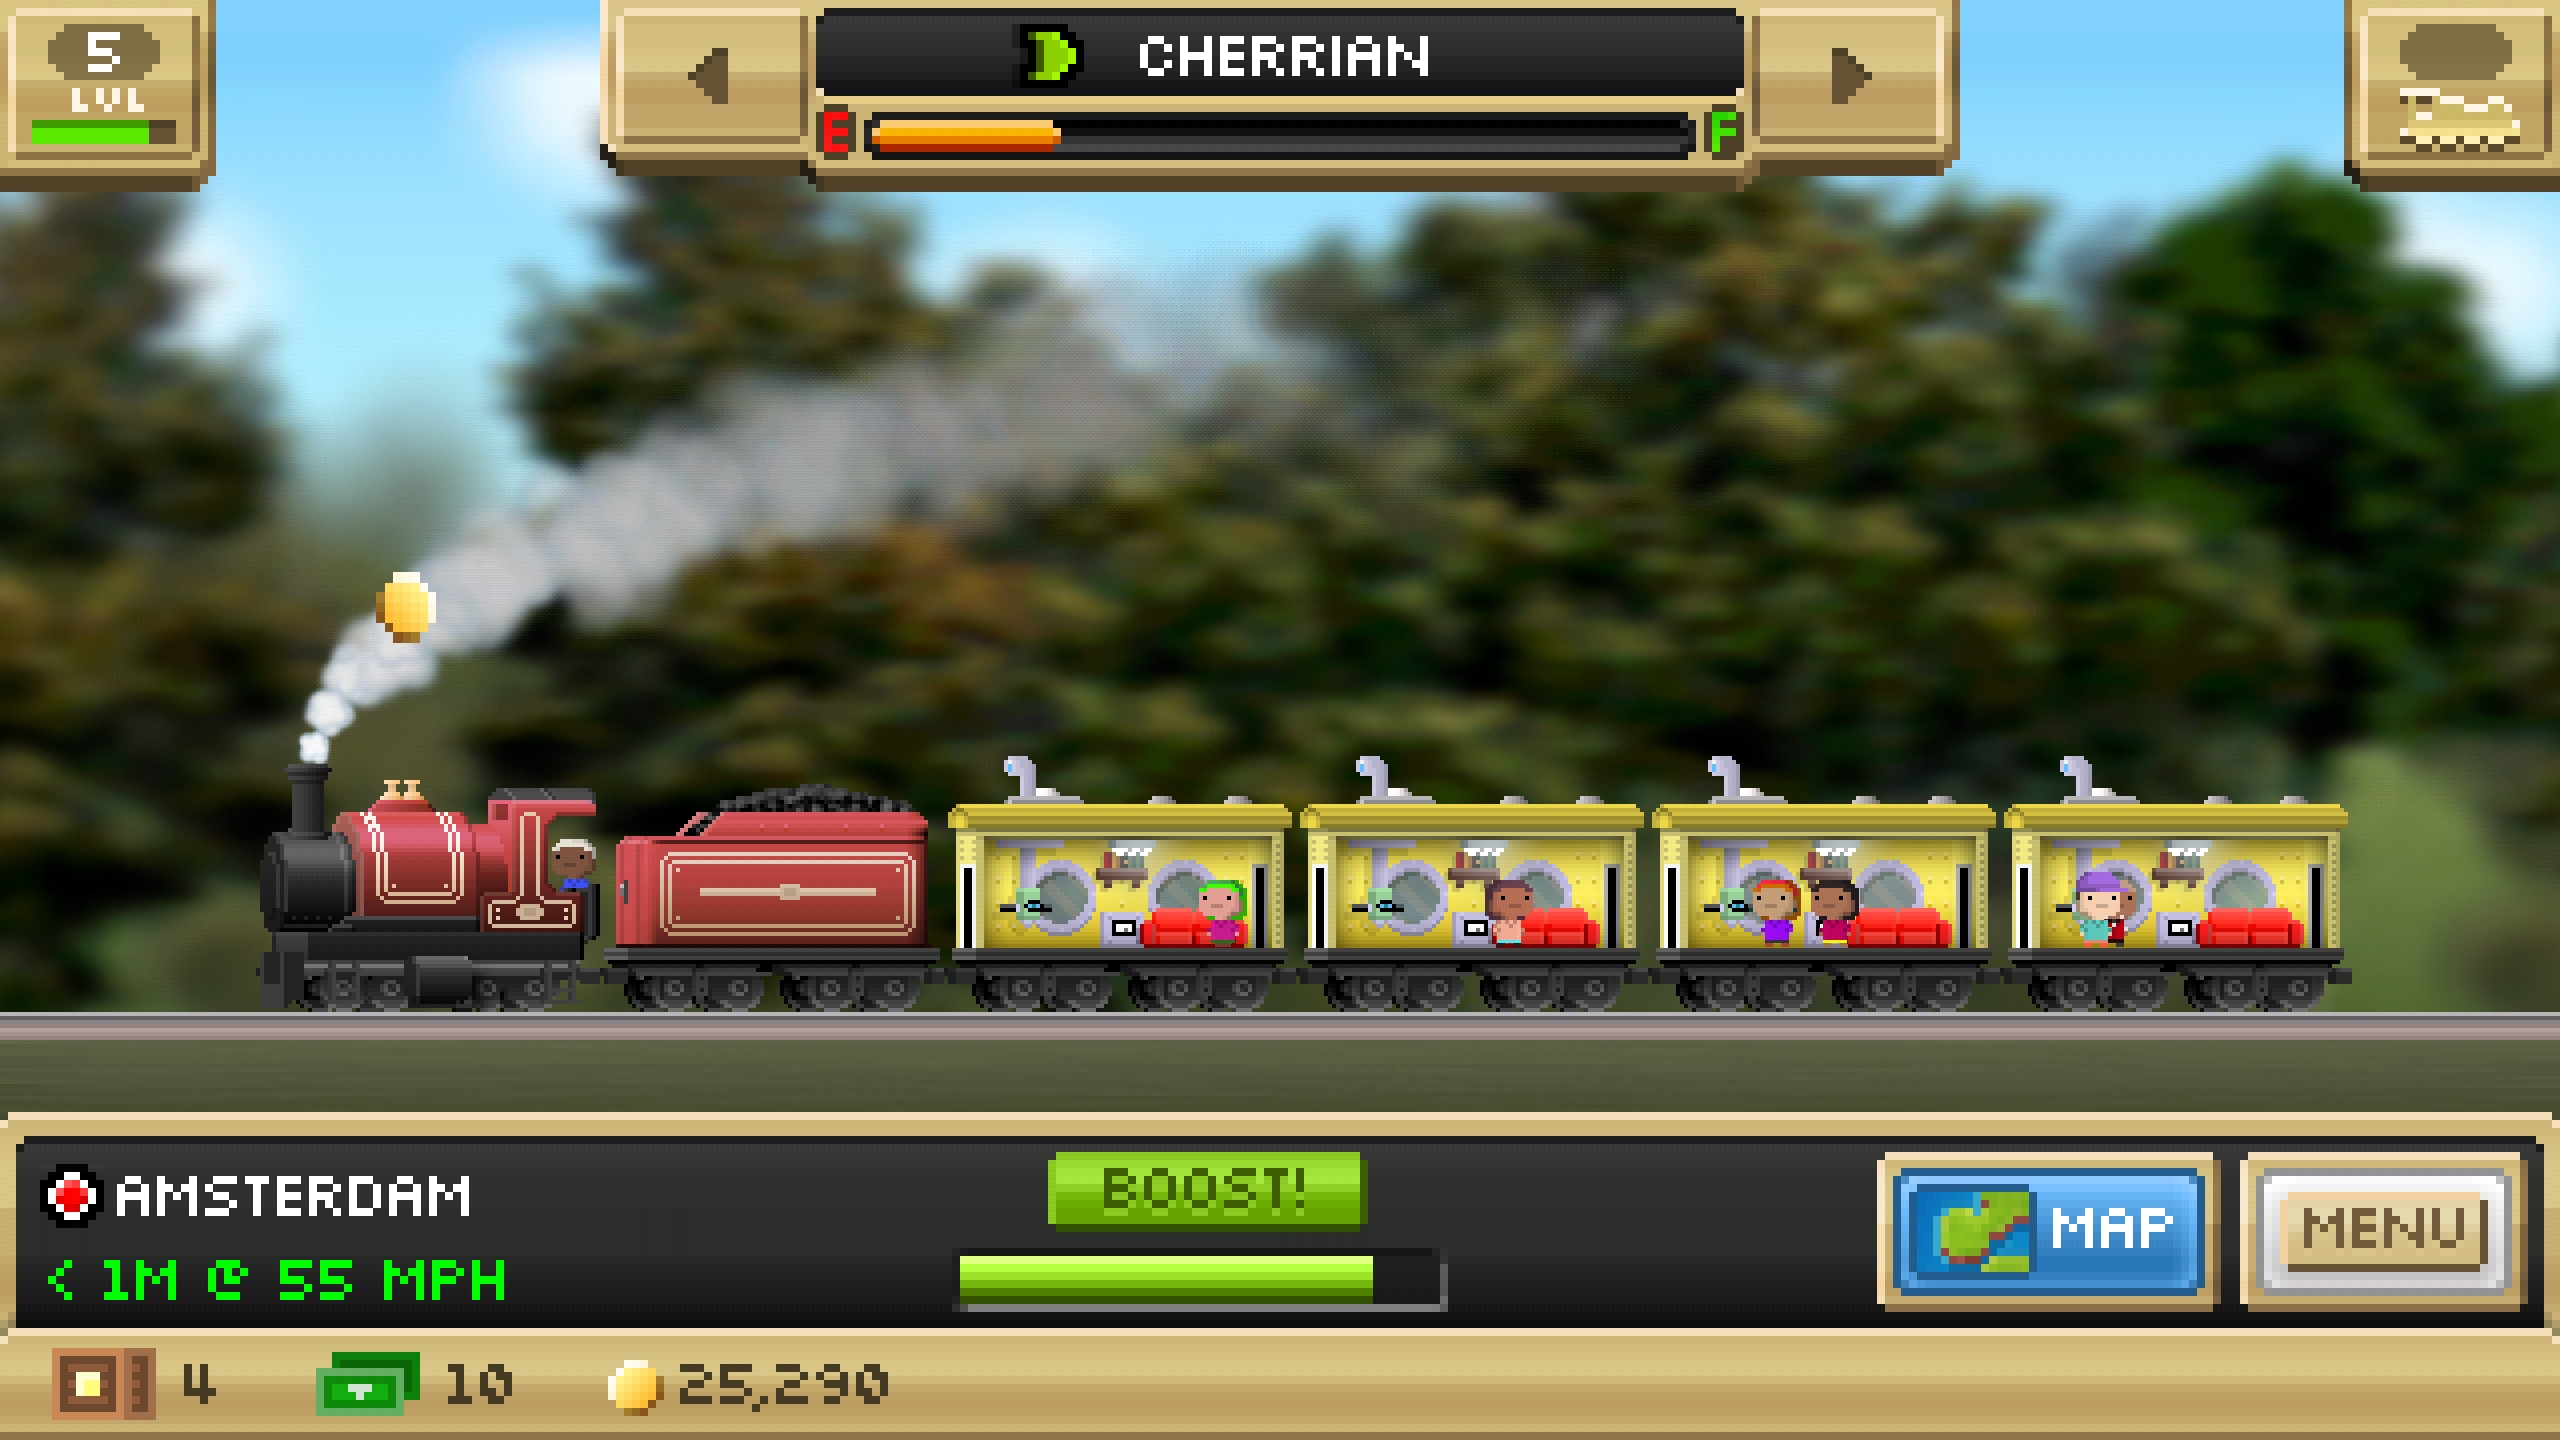 5
LVL
CHERRIAN
E F
AMSTERDAM
< 1M @ 55 MPH
BOOST!
MAP
MENU
4
10
25,290